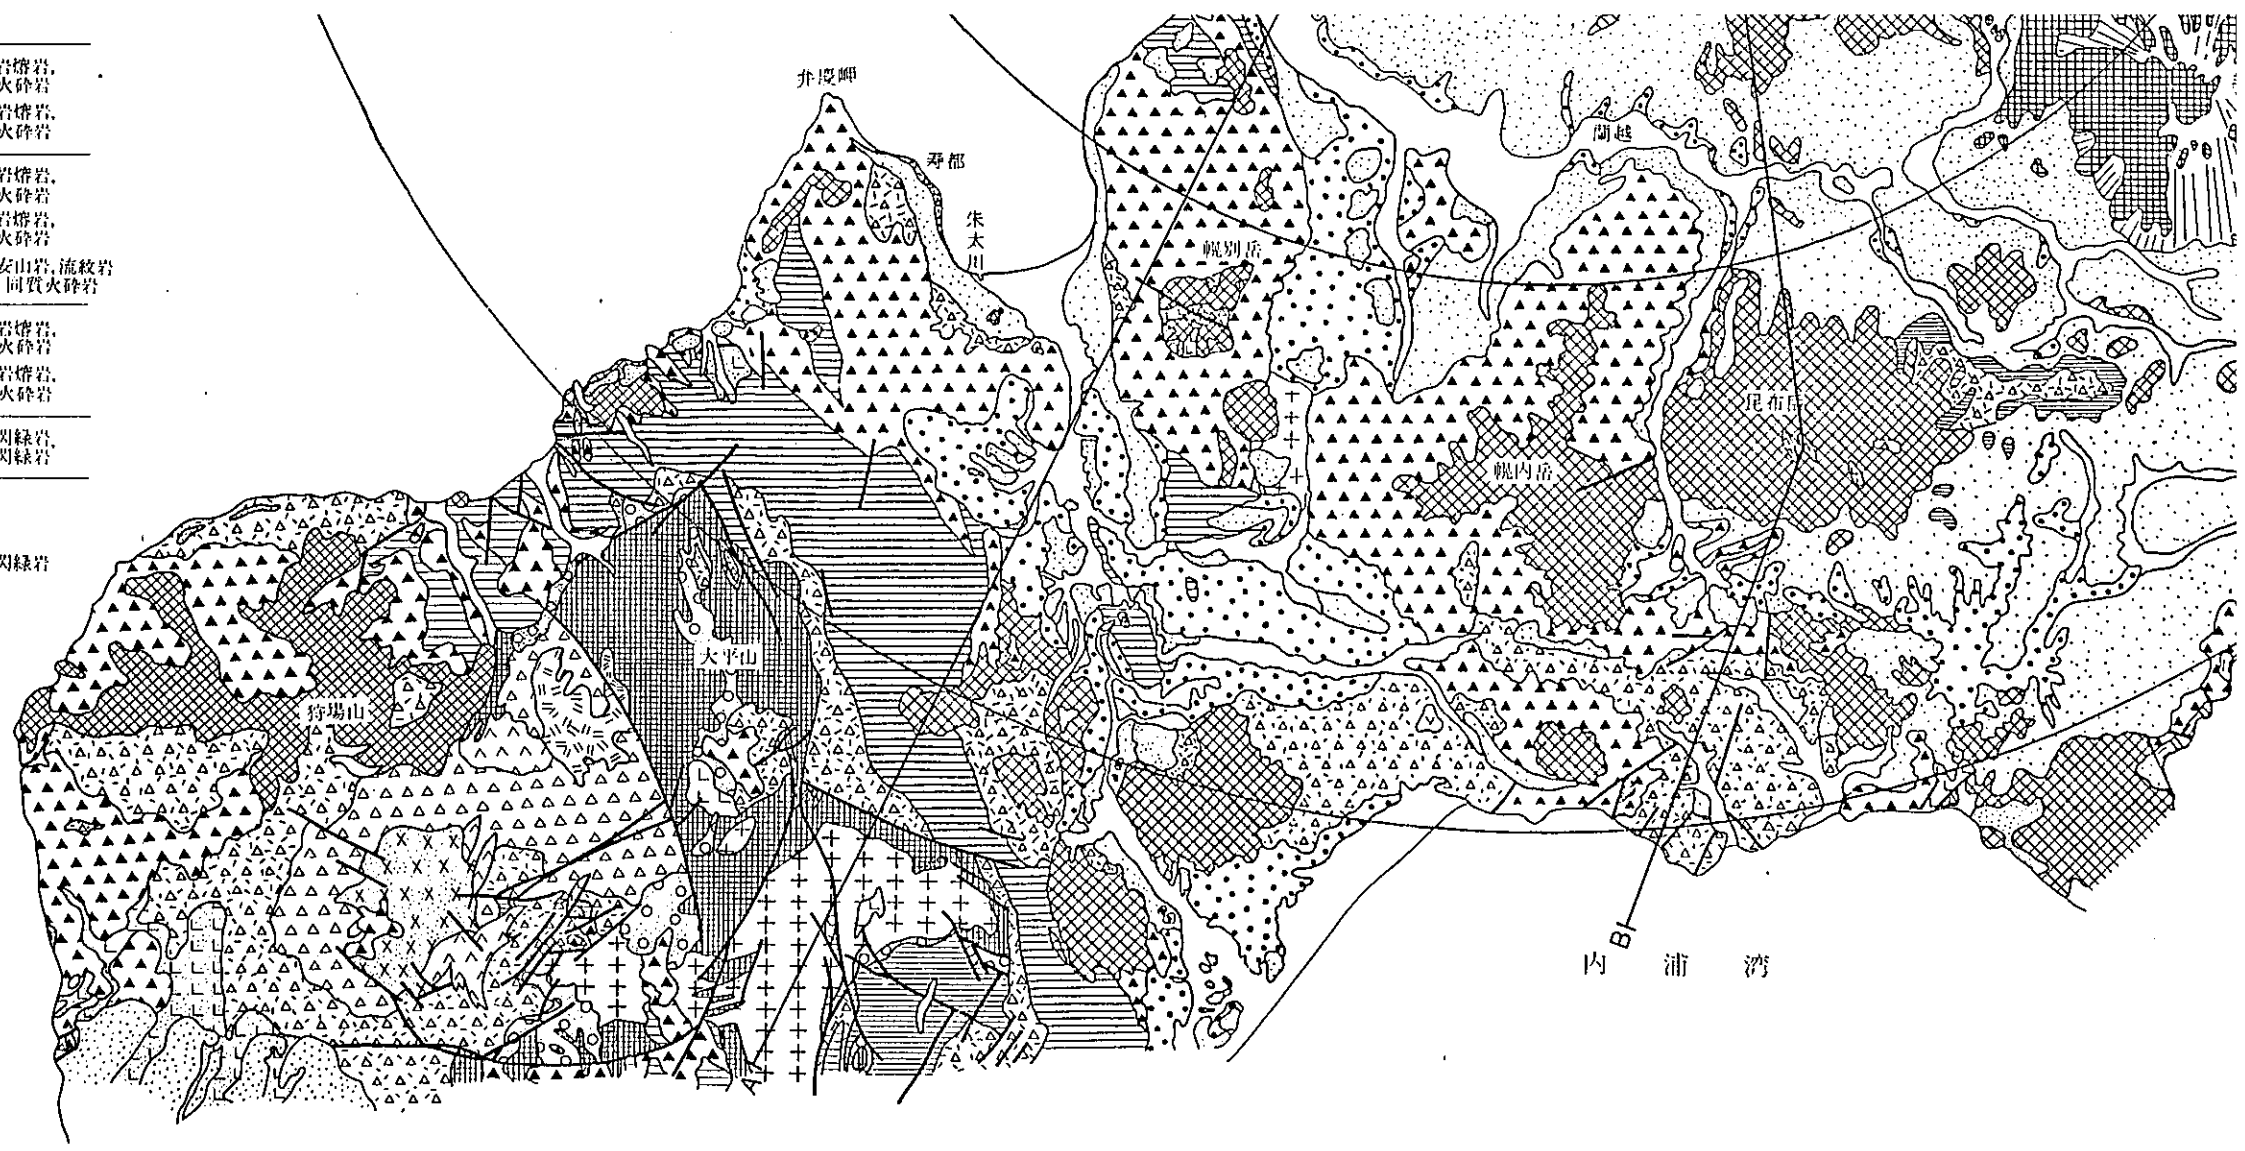 岩熔岩,
火砕岩
岩熔岩,
火砕岩
岩熔岩,
火砕岩
岩熔岩,
火砕岩
安山岩,流紋岩
同質火砕岩
岩熔岩,
火砕岩
岩熔岩,
火砕岩
閃緑岩,
閃緑岩
閃緑岩
弁慶岬
寿都
朱太川
蘭越
幌別岳
昆布岳
幌内岳
大平山
狩場山
内浦湾
B'